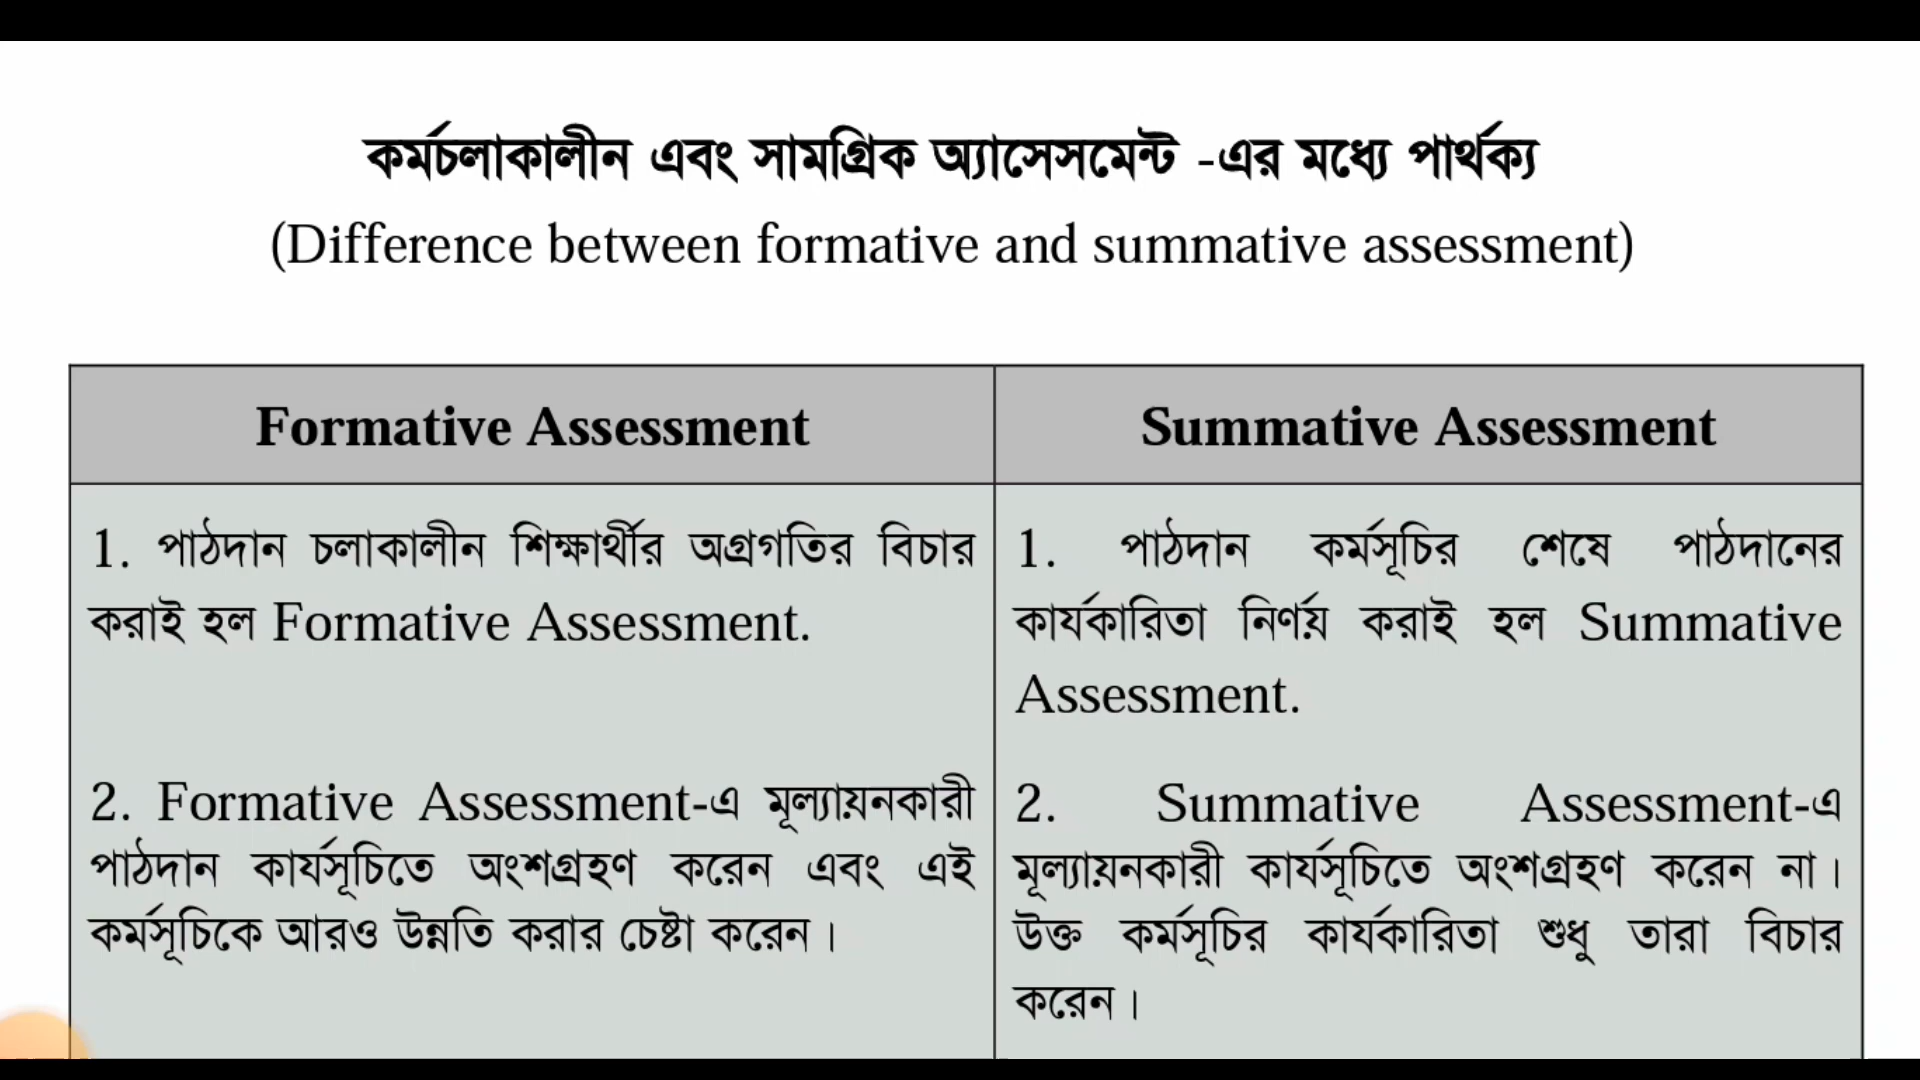 কর্মচলাকালীন এবং সামগ্রিক অ্যাসেসমেন্ট -এর মধ্যে পার্থক্য
(Difference between formative and summative assessment)
Formative Assessment
Summative Assessment
1. পাঠদান চলাকালীন শিক্ষার্থীর অগ্রগতির বিচার
করাই হল Formative Assessment.
1. পাঠদান কর্মসূচির শেষে পাঠদানের
কার্যকারিতা নির্ণয় করাই হল Summative
Assessment.
2. Formative Assessment-এ মূল্যায়নকারী
পাঠদান কার্যসূচিতে অংশগ্রহণ করেন এবং এই
কর্মসূচিকে আরও উন্নতি করার চেষ্টা করেন।
2. Summative Assessment-এ
মূল্যায়নকারী কার্যসূচিতে অংশগ্রহণ করেন না।
উক্ত কর্মসূচির কার্যকারিতা শুধু তারা বিচার
করেন।